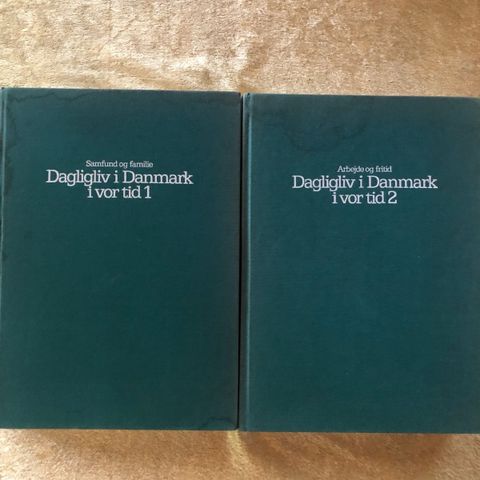 Samfund og familie
Dagligliv i Danmark
i vor tid 1
Arbejde og fritid
Dagligliv i Danmark
i vor tid 2